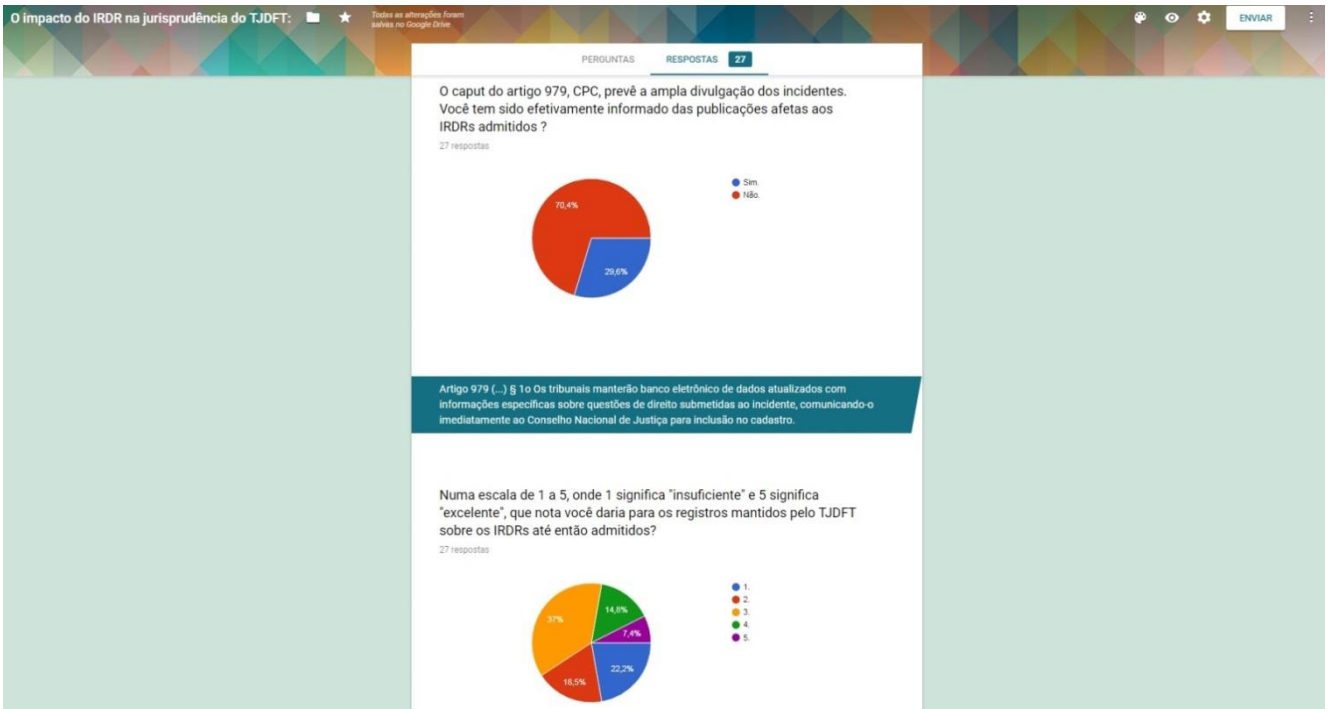 O impacto do IRDR na jurisprudência do TJDFT:
Todas as alterações foram
salvas no Google Drive
ENVIAR
PERGUNTAS
RESPOSTAS 27
O caput do artigo 979, CPC, prevê a ampla divulgação dos incidentes.
Você tem sido efetivamente informado das publicações afetas aos
IRDRs admitidos ?
27 respostas
Sim.
Não.
70,4%
29,6%
Artigo 979 (...) § 1o Os tribunais manterão banco eletrônico de dados atualizados com
informações específicas sobre questões de direito submetidas ao incidente, comunicando-o
imediatamente ao Conselho Nacional de Justiça para inclusão no cadastro.
Numa escala de 1 a 5, onde 1 significa "insuficiente" e 5 significa
"excelente", que nota você daria para os registros mantidos pelo TJDFT
sobre os IRDRs até então admitidos?
27 respostas
1.
2.
3.
4.
5.
37%
14,8%
7,4%
22,2%
18,5%